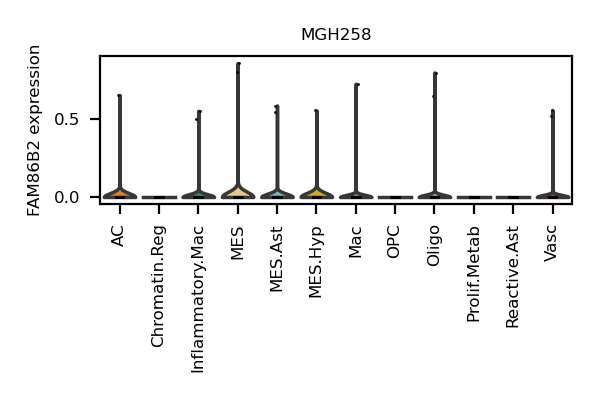 MGH258
FAM86B2 expression
0.5
0.0
AC
Chromatin.Reg
Inflammatory.Mac
MES
MES.Ast
MES.Hyp
Mac
OPC
Oligo
Prolif.Metab
Reactive.Ast
Vasc